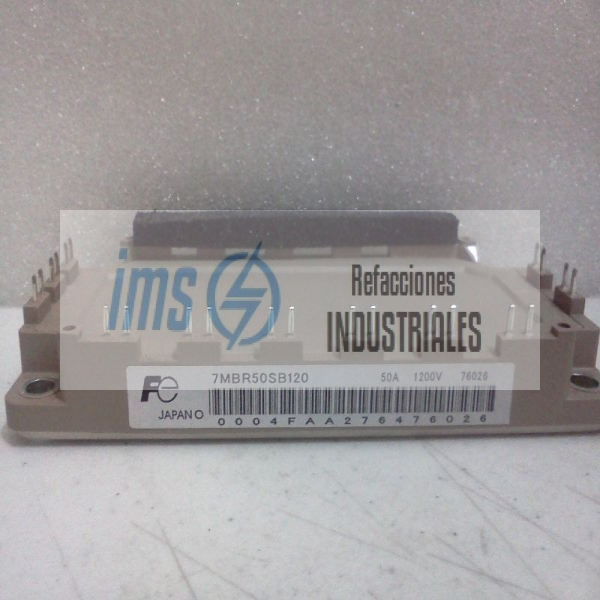 ims
Refacciones
INDUSTRIALES
7MBR50SB120 50A 1200V 76026
Fe
JAPAN O
0004FAA276476026